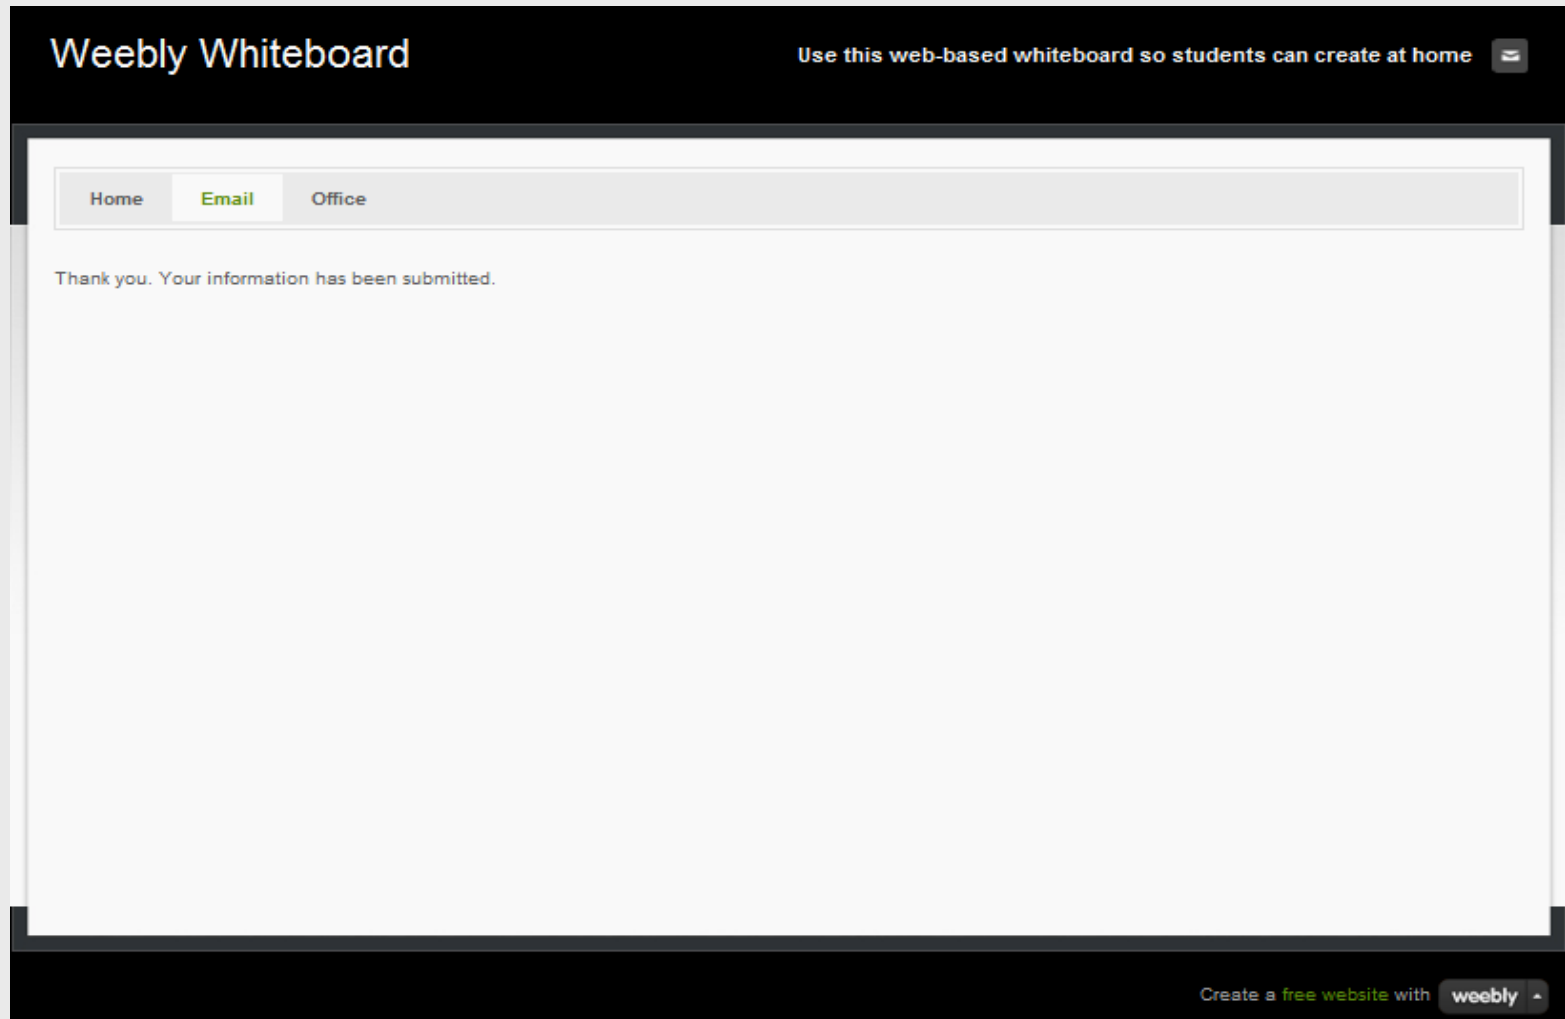 Weebly Whiteboard
Use this web-based whiteboard so students can create at home
Home Email Office
Thank you. Your information has been submitted.
Create a free website with weebly